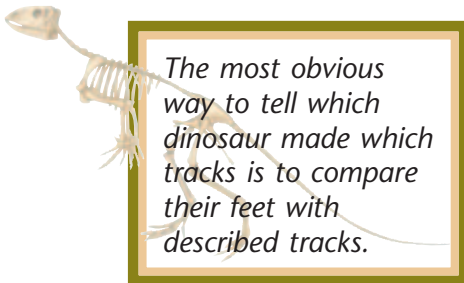 The most obvious
way to tell which
dinosaur made which
tracks is to compare
their feet with
described tracks.